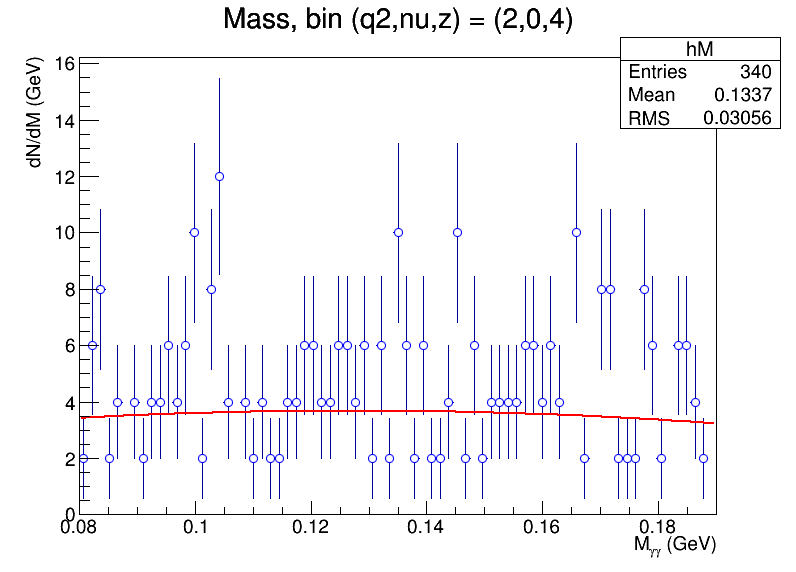 Mass, bin (q2,nu,z) = (2,0,4)
hM
Entries 340
Mean 0.1337
RMS 0.03056
dN/dM (GeV)
16
14
12
10
8
6
4
2
0
0.08 0.1 0.12 0.14 0.16 0.18
Mγγ (GeV)